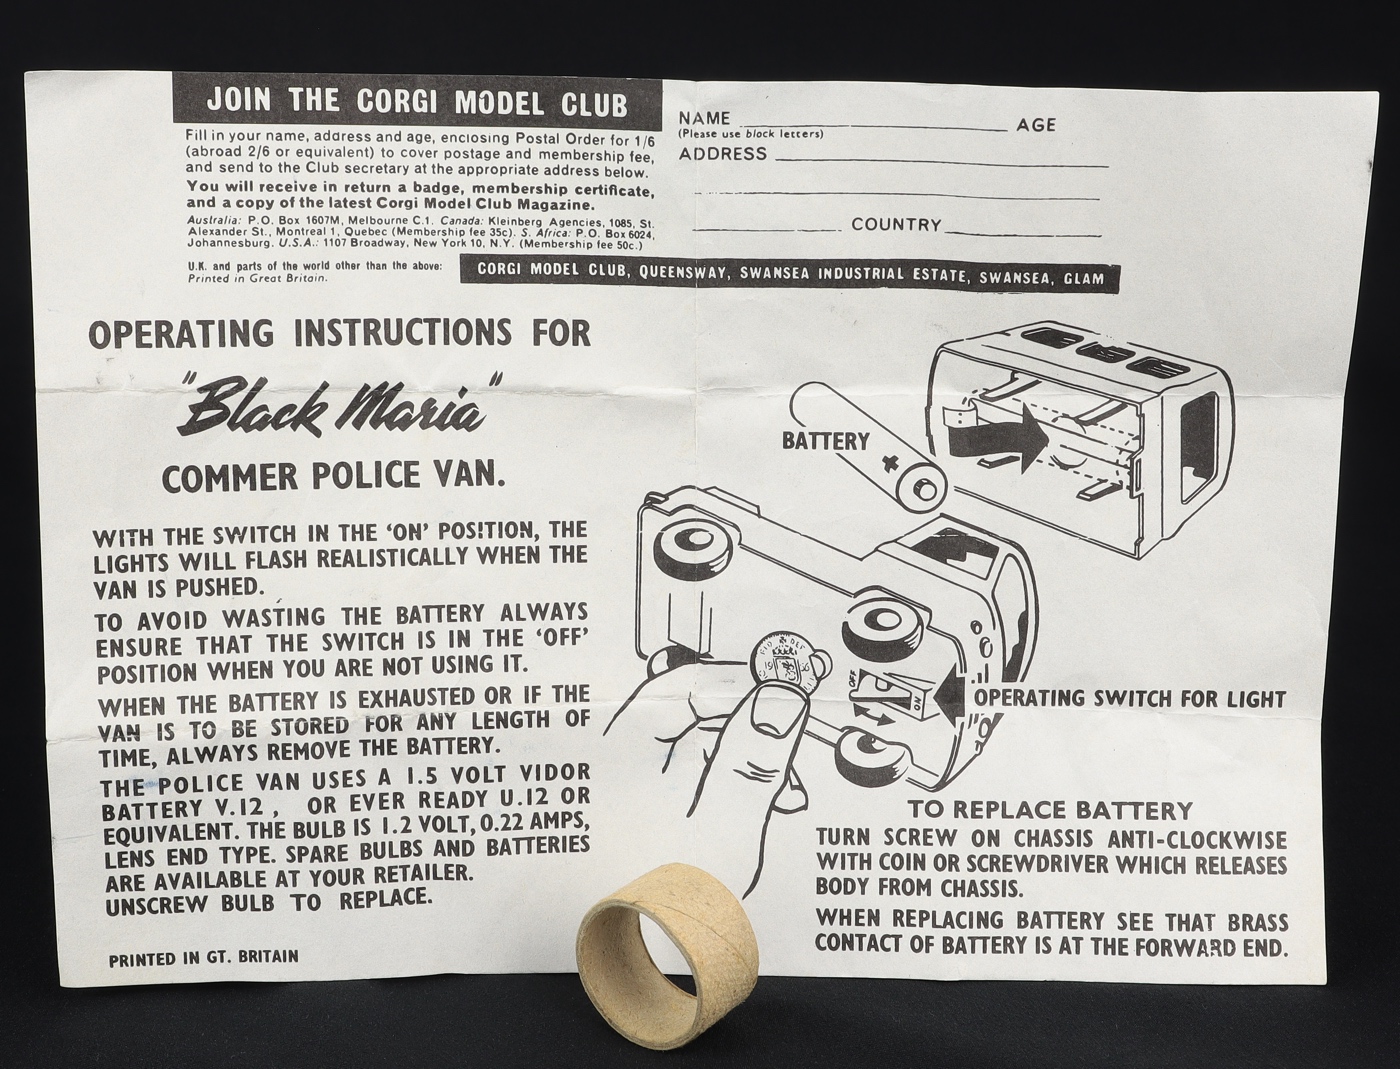 JOIN THE CORGI MODEL CLUB
Fill in your name, address and age, enclosing Postal Order for 1/6
(abroad 2/6 or equivalent) to cover postage and membership fee,
and send to the Club secretary at the appropriate address below.
You will receive in return a badge, membership certificate,
and a copy of the latest Corgi Model Club Magazine.
Australia: P.O. Box 1607M, Melbourne C.1. Canada: Kleinberg Agencies, 1085, St.
Alexander St., Montreal 1, Quebec (Membership fee 35c). S. Africa: P.O. Box 6024,
Johannesburg. U.S.A.: 1107 Broadway, New York 10, N.Y. (Membership fee 50c.)
U.K. and parts of the world other than the above:
Printed in Great Britain.
CORGI MODEL CLUB, QUEENSWAY, SWANSEA INDUSTRIAL ESTATE, SWANSEA, GLAM
NAME AGE
(Please use block letters)
ADDRESS
COUNTRY
OPERATING INSTRUCTIONS FOR
"Black Maria"
COMMER POLICE VAN.
WITH THE SWITCH IN THE 'ON' POSITION, THE
LIGHTS WILL FLASH REALISTICALLY WHEN THE
VAN IS PUSHED.
TO AVOID WASTING THE BATTERY ALWAYS
ENSURE THAT THE SWITCH IS IN THE 'OFF'
POSITION WHEN YOU ARE NOT USING IT.
WHEN THE BATTERY IS EXHAUSTED OR IF THE
VAN IS TO BE STORED FOR ANY LENGTH OF
TIME, ALWAYS REMOVE THE BATTERY.
THE POLICE VAN USES A 1.5 VOLT VIDOR
BATTERY V.12, OR EVER READY U.12 OR
EQUIVALENT. THE BULB IS 1.2 VOLT, 0.22 AMPS,
LENS END TYPE. SPARE BULBS AND BATTERIES
ARE AVAILABLE AT YOUR RETAILER.
UNSCREW BULB TO REPLACE.
PRINTED IN GT. BRITAIN
BATTERY
+
OFF
ON
OPERATING SWITCH FOR LIGHT
TO REPLACE BATTERY
TURN SCREW ON CHASSIS ANTI-CLOCKWISE
WITH COIN OR SCREWDRIVER WHICH RELEASES
BODY FROM CHASSIS.
WHEN REPLACING BATTERY SEE THAT BRASS
CONTACT OF BATTERY IS AT THE FORWARD END.